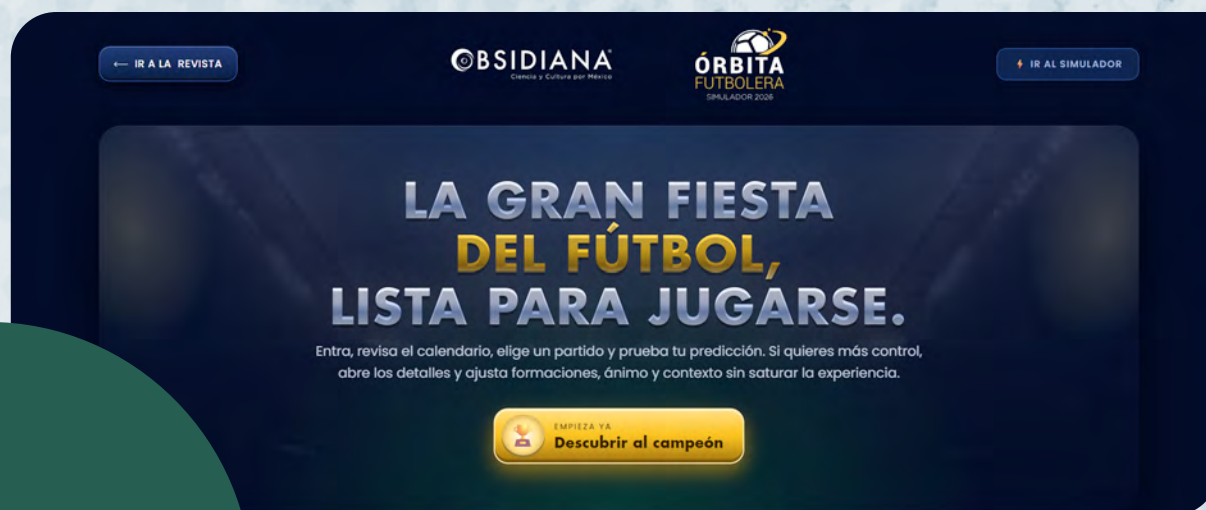 ← IR A LA REVISTA
OBSIDIANA
Ciencia y Cultura por México
ÓRBITA
FUTBOLERA
SIMULADOR 2026
IR AL SIMULADOR
LA GRAN FIESTA
DEL FÚTBOL,
LISTA PARA JUGARSE.
Entra, revisa el calendario, elige un partido y prueba tu predicción. Si quieres más control,
abre los detalles y ajusta formaciones, ánimo y contexto sin saturar la experiencia.
EMPIEZA YA
Descubrir al campeón